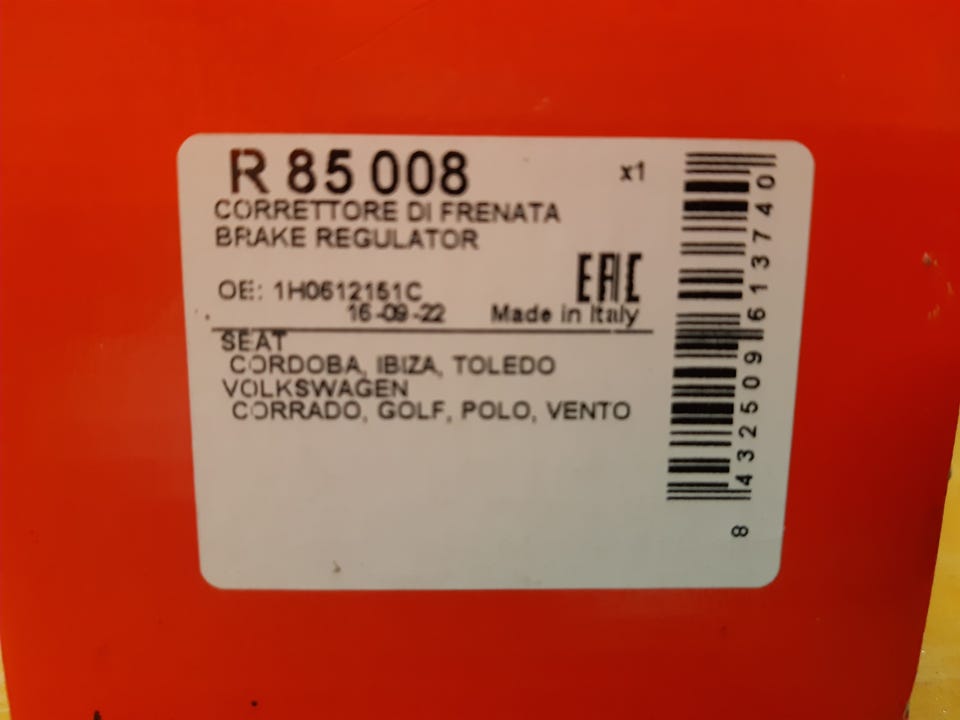 R 85 008 x1
CORRETTORE DI FRENATA
BRAKE REGULATOR
EAC
OE: 1H0612151C
16-09-22 Made in Italy
SEAT
CORDOBA, IBIZA, TOLEDO
VOLKSWAGEN
CORRADO, GOLF, POLO, VENTO
8 432509 613740